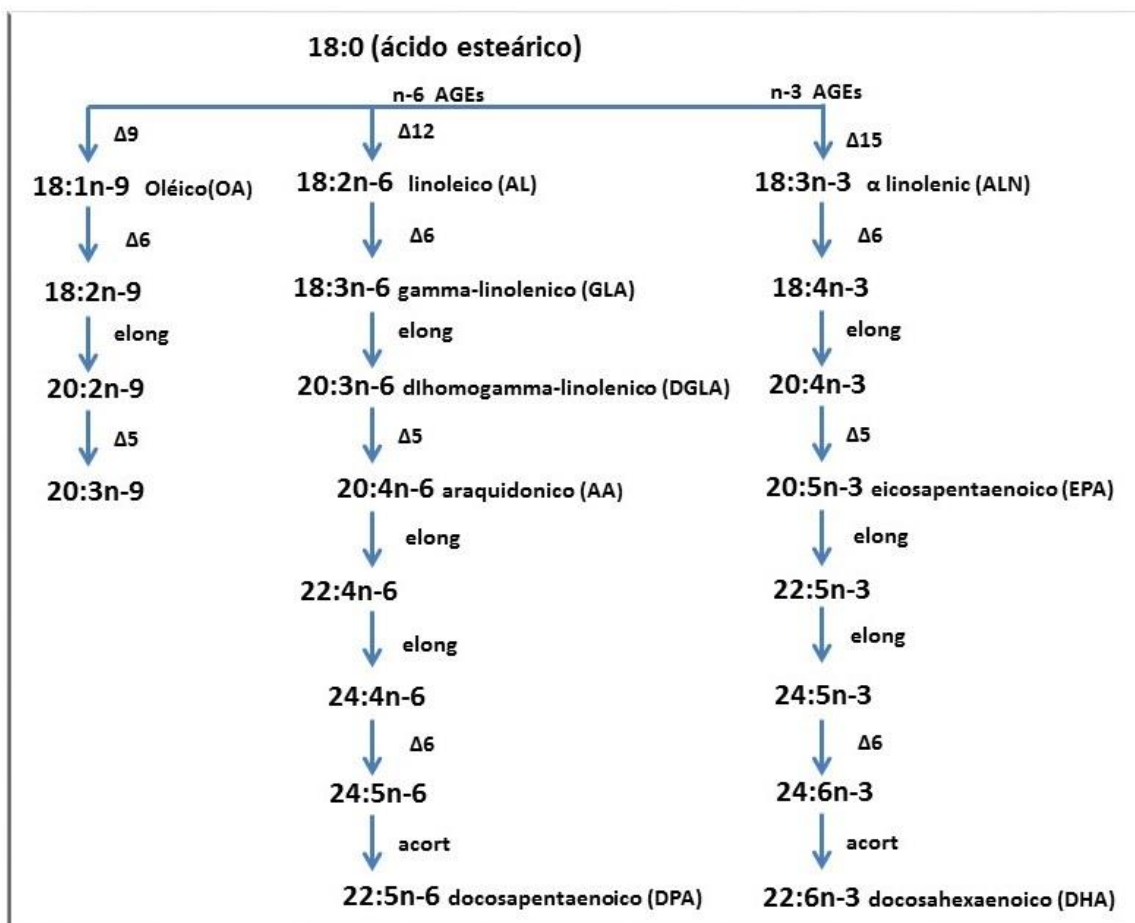 18:0 (ácido esteárico)
n-6 AGEs
n-3 AGEs
Δ9
Δ12
Δ15
18:1n-9 Oléico(OA)
18:2n-6 linoleico (AL)
18:3n-3 α linolenic (ALN)
Δ6
Δ6
Δ6
18:2n-9
18:3n-6 gamma-linolenico (GLA)
18:4n-3
elong
elong
elong
20:2n-9
20:3n-6 dIhomogamma-linolenico (DGLA)
20:4n-3
Δ5
Δ5
Δ5
20:3n-9
20:4n-6 araquidonico (AA)
20:5n-3 eicosapentaenoico (EPA)
elong
elong
22:4n-6
22:5n-3
elong
elong
24:4n-6
24:5n-3
Δ6
Δ6
24:5n-6
24:6n-3
acort
acort
22:5n-6 docosapentaenoico (DPA)
22:6n-3 docosahexaenoico (DHA)